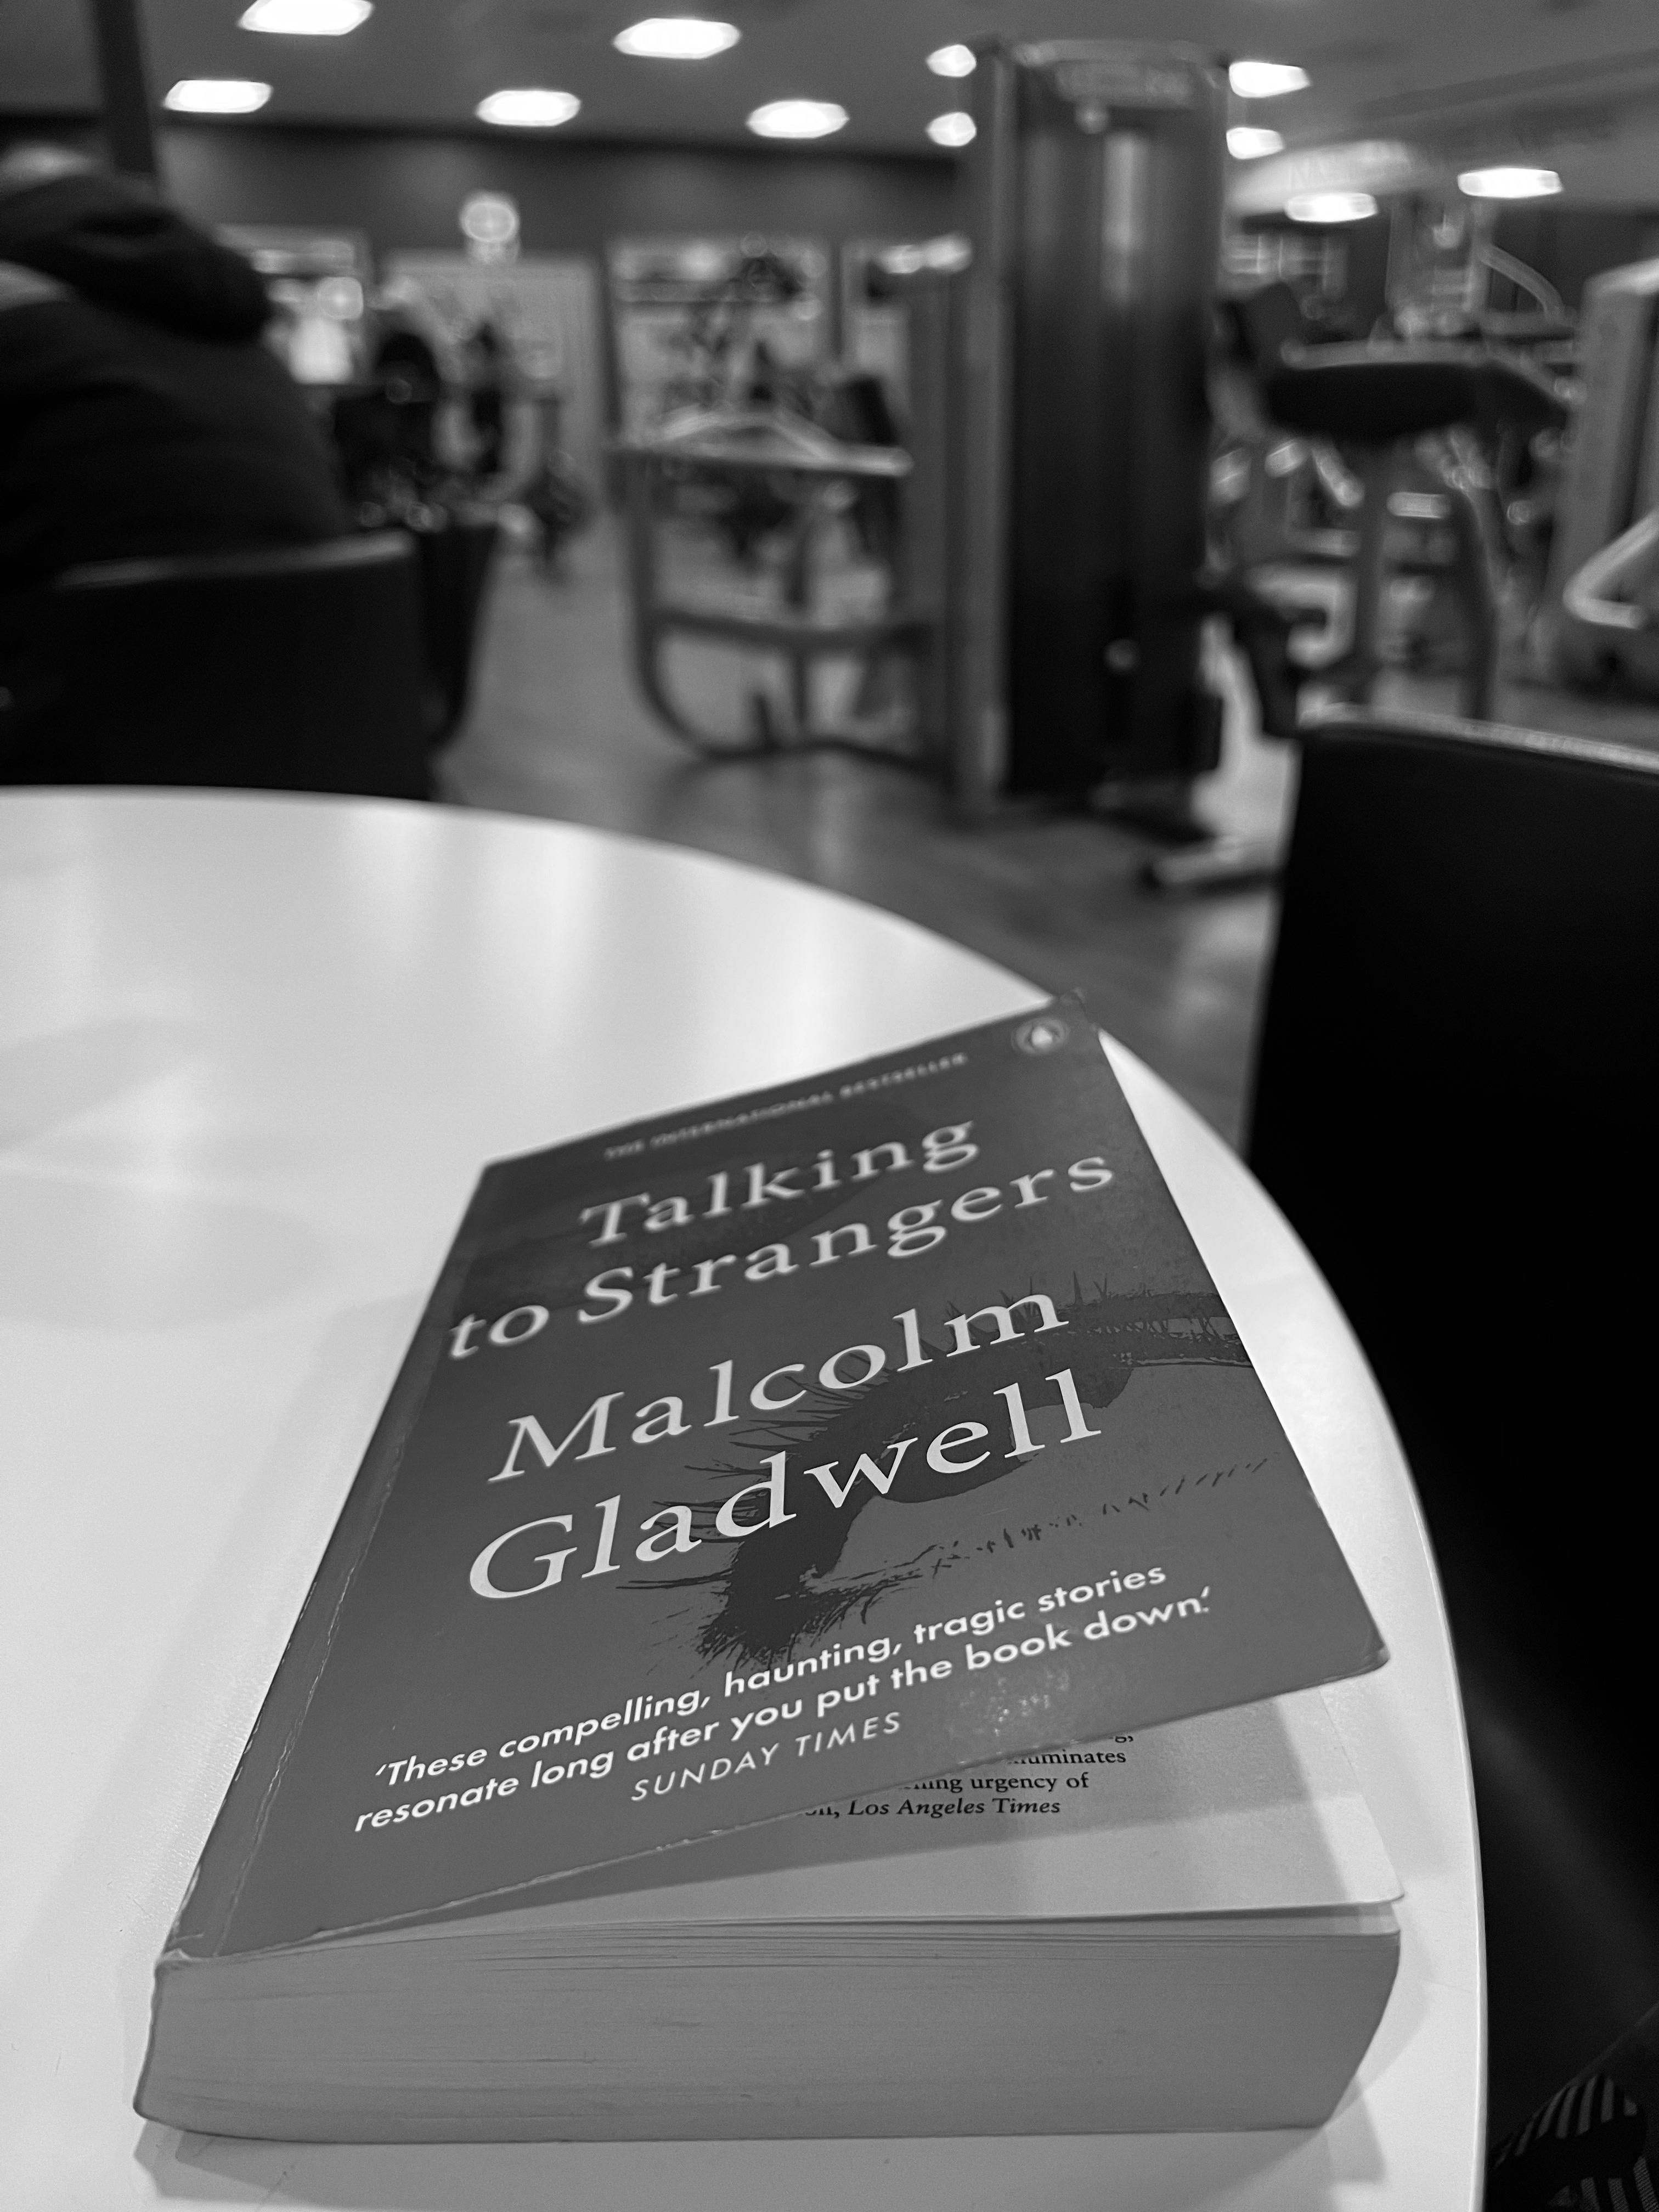 THE INTERNATIONAL BESTSELLER
Talking
to Strangers
Malcolm
Gladwell
'These compelling, haunting, tragic stories
resonate long after you put the book down.'
SUNDAY TIMES
urgency of
Los Angeles Times